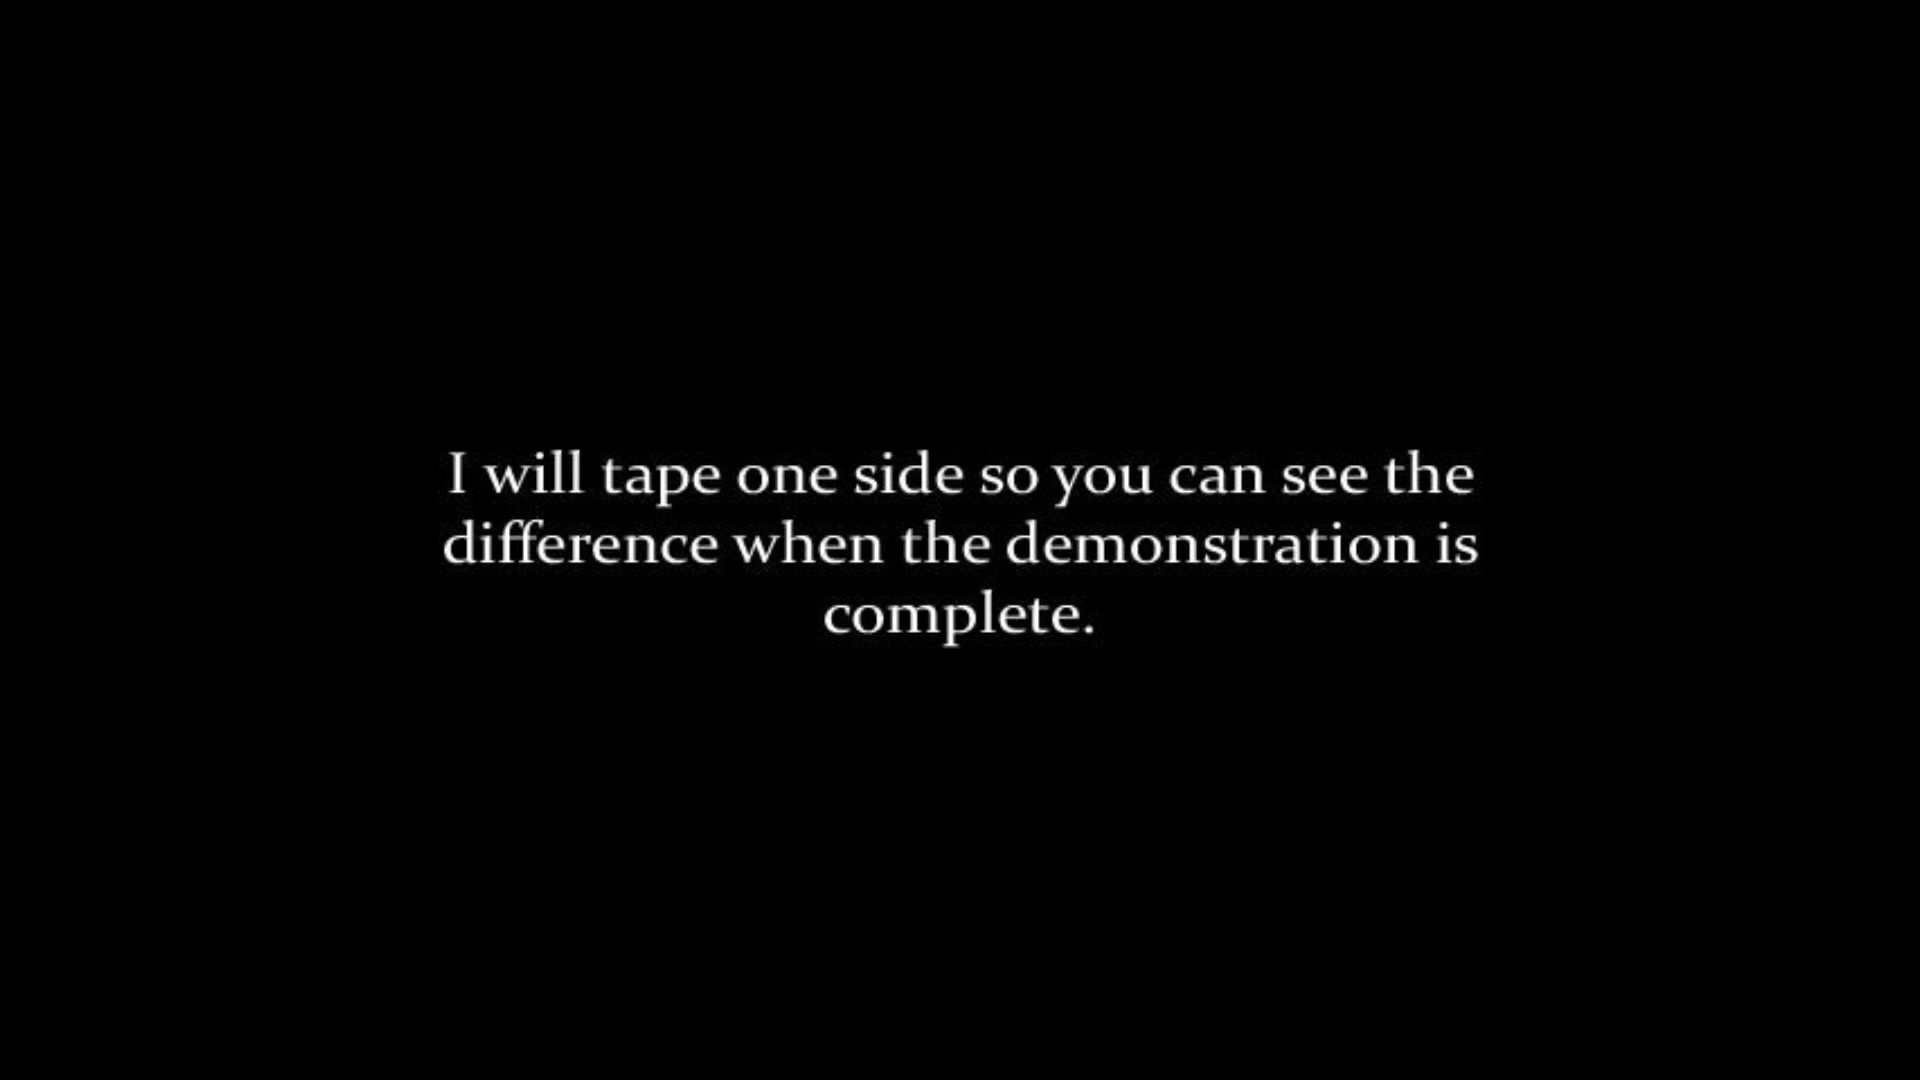 I will tape one side so you can see the
difference when the demonstration is
complete.